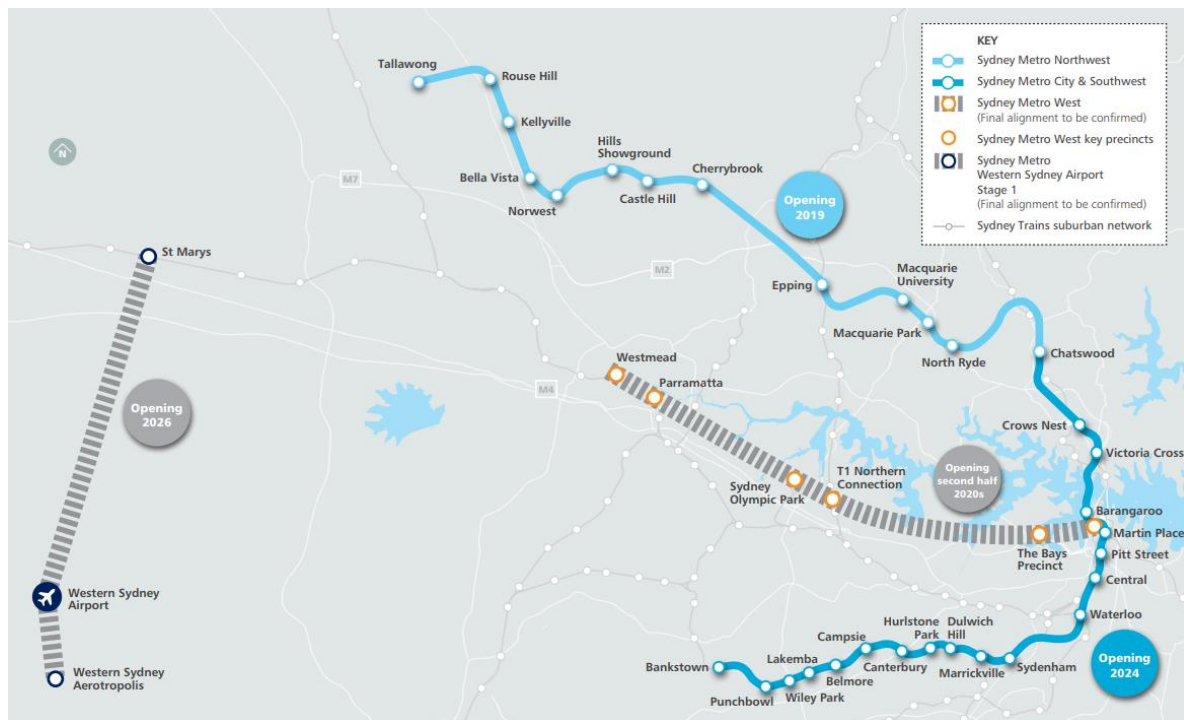 KEY
Sydney Metro Northwest
Sydney Metro City & Southwest
Sydney Metro West
(Final alignment to be confirmed)
Sydney Metro West key precincts
Sydney Metro
Western Sydney Airport
Stage 1
(Final alignment to be confirmed)
Sydney Trains suburban network
Tallawong
Rouse Hill
Kellyville
N
Hills
Showground
Cherrybrook
M7
Bella Vista
Norwest
Castle Hill
Opening
2019
St Marys
M2
Epping
Macquarie
University
Macquarie Park
North Ryde
Chatswood
Westmead
Parramatta
M4
Opening
2026
Crows Nest
Victoria Cross
Sydney
Olympic Park
T1 Northern
Connection
Opening
second half
2020s
Barangaroo
Martin Place
The Bays
Precinct
Pitt Street
Central
Western Sydney
Airport
Waterloo
Western Sydney
Aerotropolis
Bankstown
Punchbowl
Lakemba
Wiley Park
Campsie
Belmore
Hurlstone
Park
Canterbury
Dulwich
Hill
Marrickville
Sydenham
Opening
2024